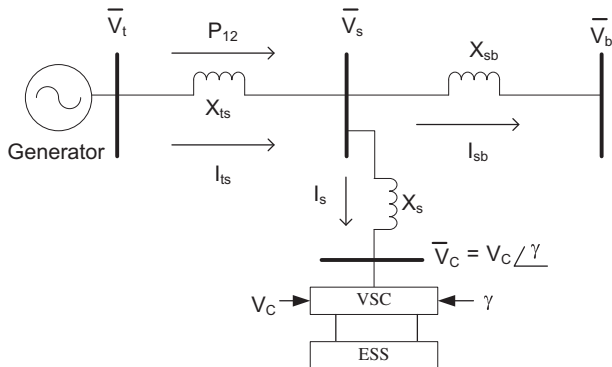 V̅t
P12
V̅s
Xsb
V̅b
Xts
Generator
Its
Isb
Is
Xs
V̅C = VC∠γ
VC
VSC
γ
ESS